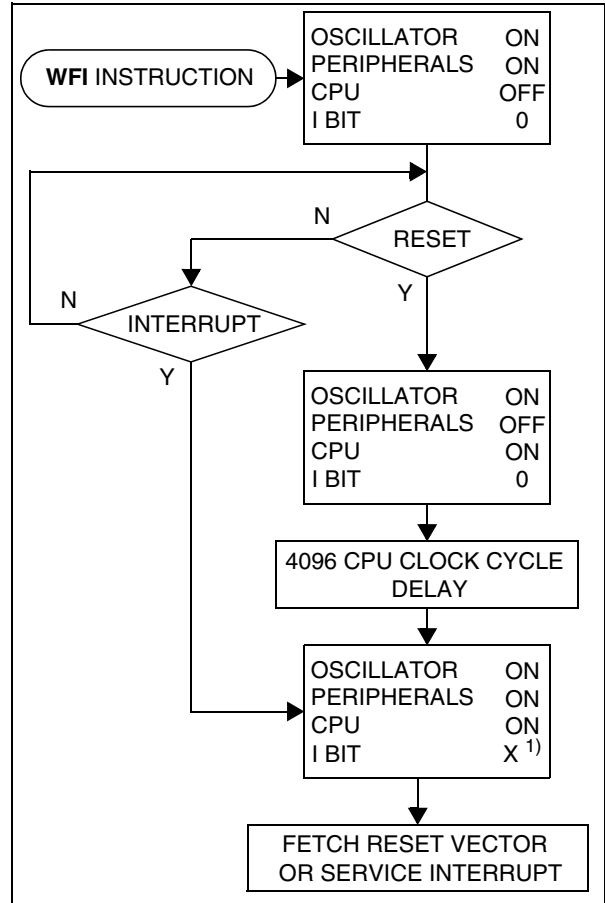 WFI INSTRUCTION
OSCILLATOR ON
PERIPHERALS ON
CPU OFF
I BIT 0
N
RESET
Y
N
INTERRUPT
Y
OSCILLATOR ON
PERIPHERALS OFF
CPU ON
I BIT 0
4096 CPU CLOCK CYCLE
DELAY
OSCILLATOR ON
PERIPHERALS ON
CPU ON
I BIT X 1)
FETCH RESET VECTOR
OR SERVICE INTERRUPT